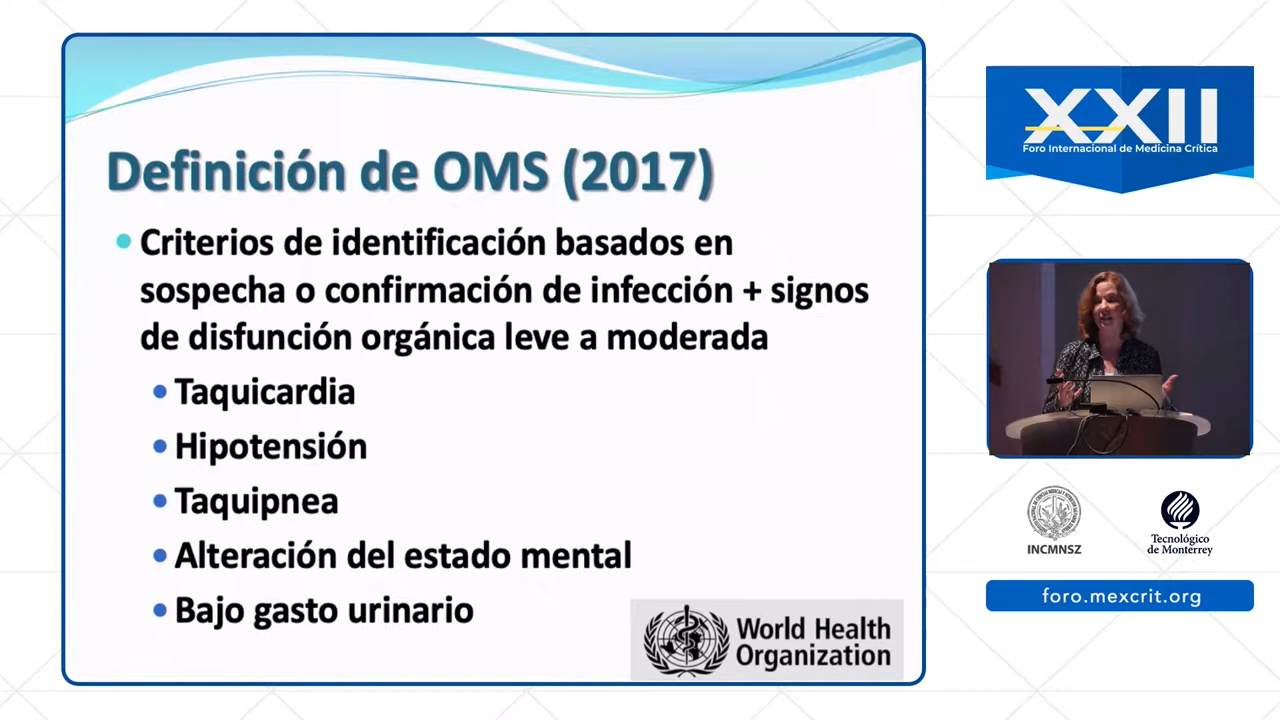 Definición de OMS (2017)
Criterios de identificación basados en
sospecha o confirmación de infección + signos
de disfunción orgánica leve a moderada
Taquicardia
Hipotensión
Taquipnea
Alteración del estado mental
Bajo gasto urinario
World Health
Organization
XXII
Foro Internacional de Medicina Crítica
INCMNSZ
Tecnológico
de Monterrey
foro.mexcrit.org